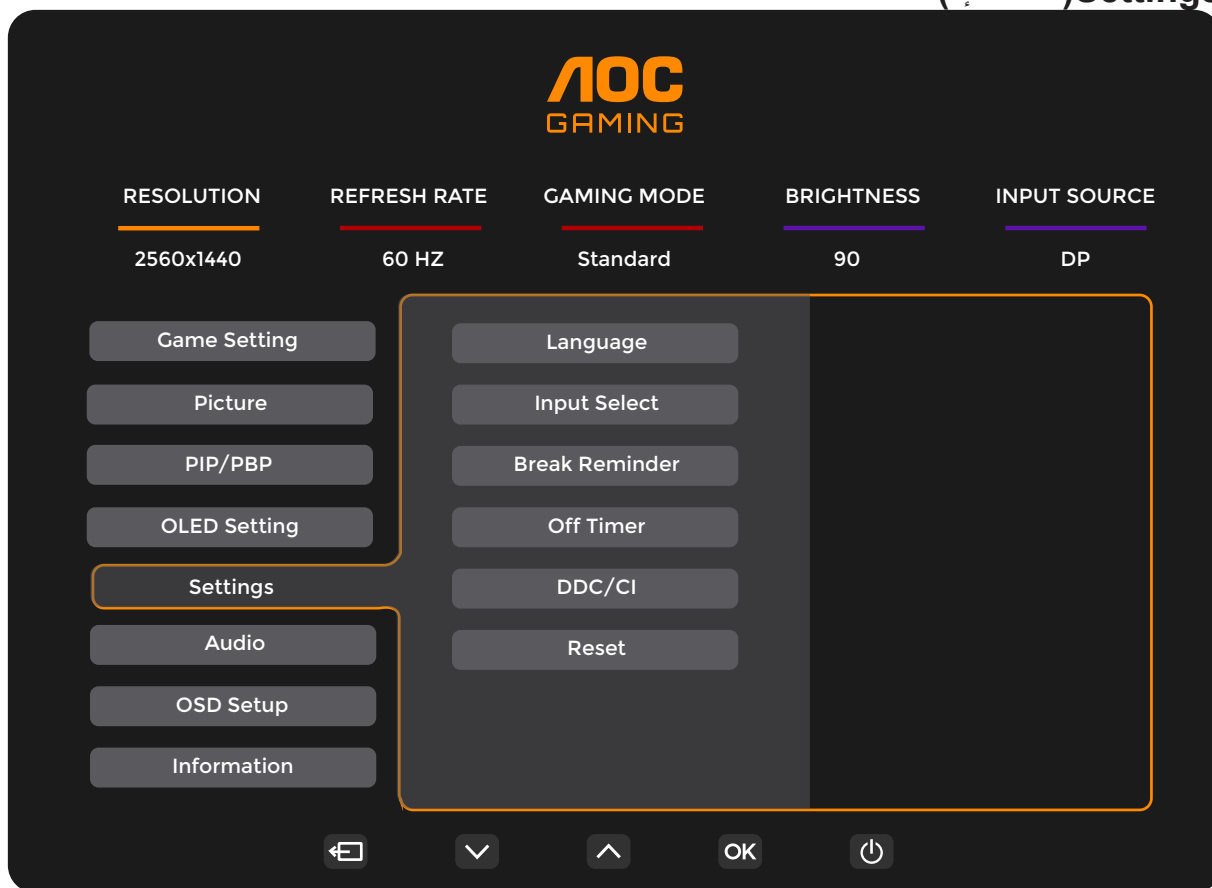 AOC
GAMING
RESOLUTION REFRESH RATE GAMING MODE BRIGHTNESS INPUT SOURCE
2560x1440 60 HZ Standard 90 DP
Game Setting
Picture
PIP/PBP
OLED Setting
Settings
Audio
OSD Setup
Information
Language
Input Select
Break Reminder
Off Timer
DDC/CI
Reset
OK